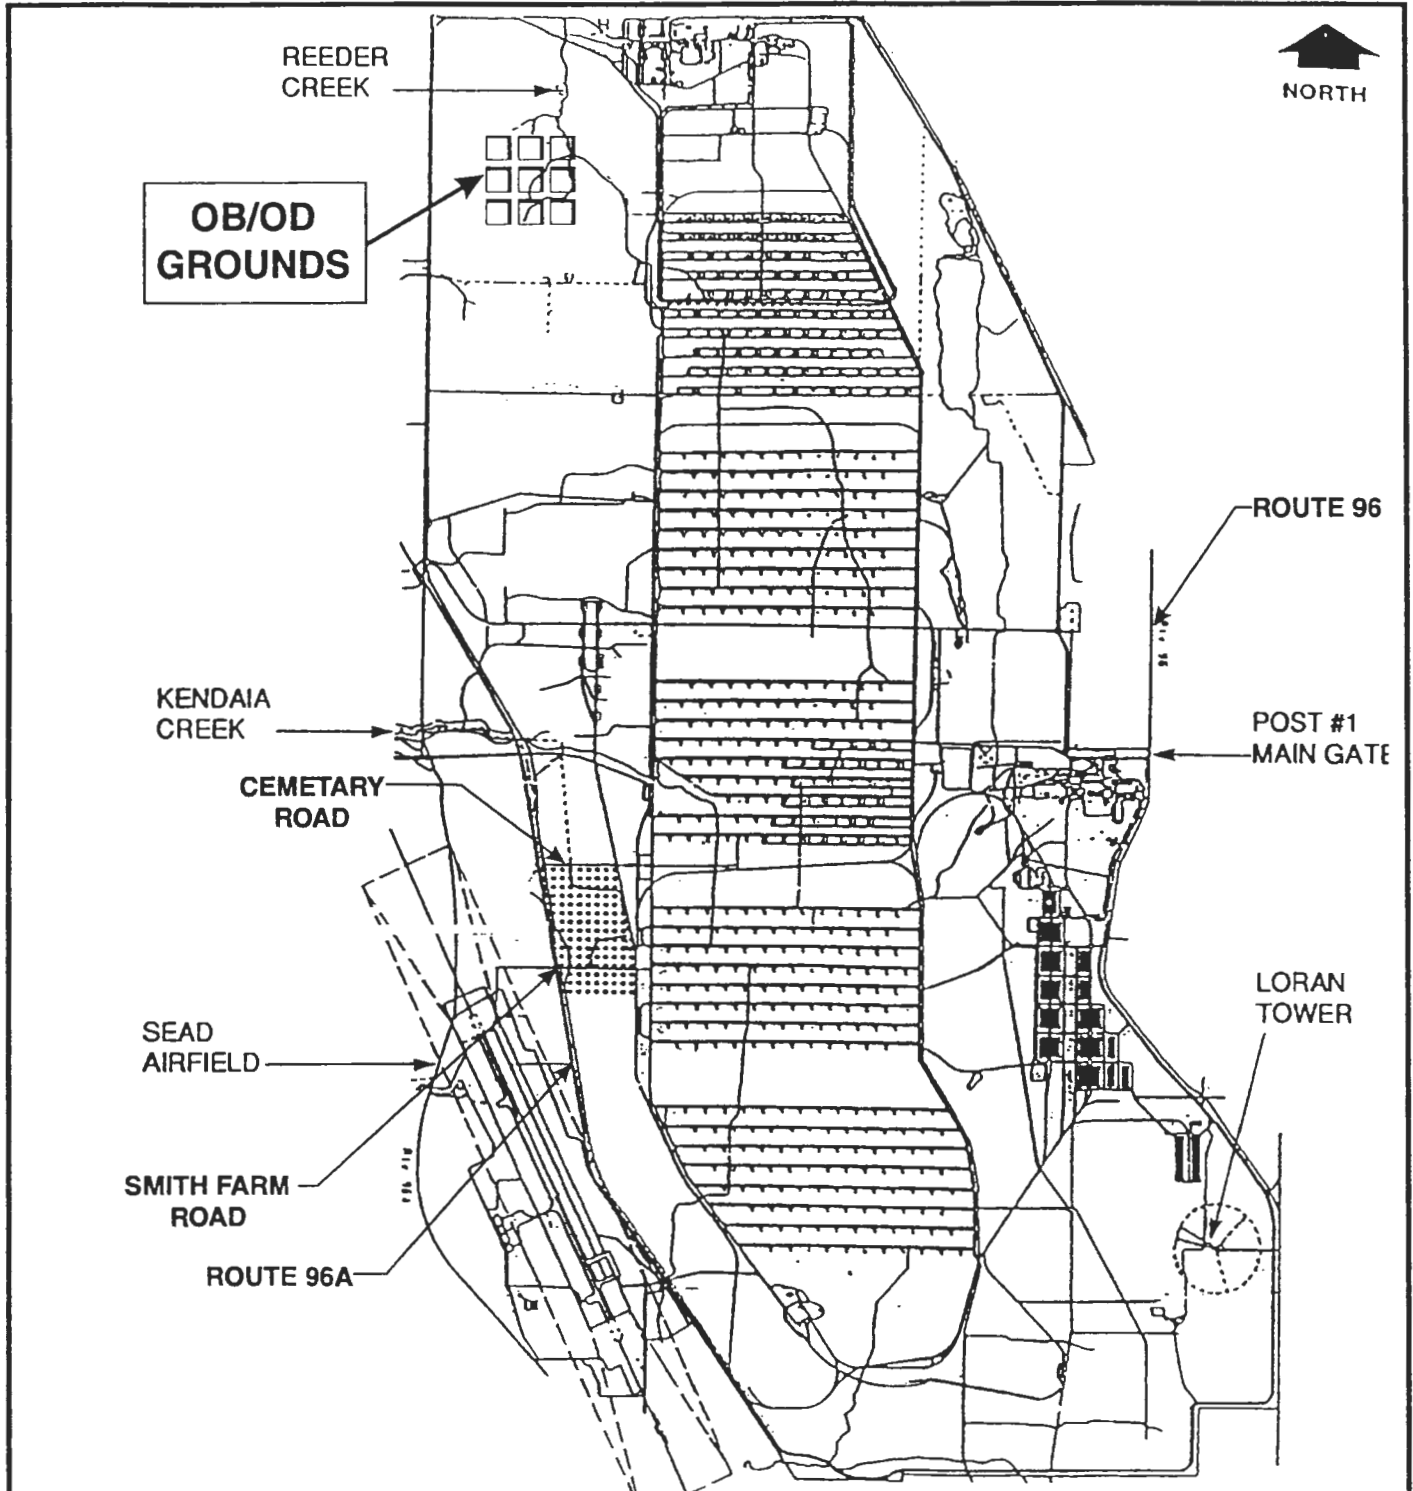 REEDER
CREEK
NORTH
OB/OD
GROUNDS
ROUTE 96
KENDAIA
CREEK
POST #1
MAIN GATE
CEMETARY
ROAD
LORAN
TOWER
SEAD
AIRFIELD
SMITH FARM
ROAD
ROUTE 96A